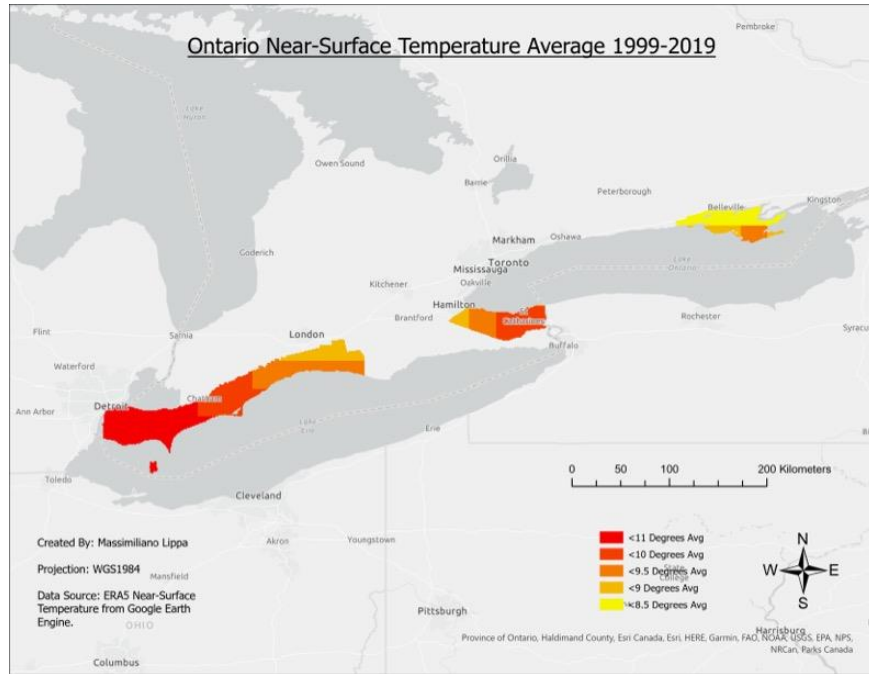 Ontario Near-Surface Temperature Average 1999-2019
Pembroke
Lake
Huron
Owen Sound
Orillia
Barrie
Peterborough
Belleville
Kingston
Markham
Oshawa
Toronto
Lake
Ontario
Goderich
Mississauga
Oakville
Kitchener
Hamilton
Brantford
St
Catharines
Rochester
Syracu
Flint
Sarnia
London
Buffalo
Waterford
Ann Arbor
Detroit
Chatham
Lake
Erie
Erie
Toledo
Cleveland
0 50 100 200 Kilometers
Akron
Youngstown
Created By: Massimiliano Lippa
Projection: WGS1984
Mansfield
Data Source: ERA5 Near-Surface
Temperature from Google Earth
Engine.
OHIO
Columbus
Pittsburgh
<11 Degrees Avg
<10 Degrees Avg
<9.5 Degrees Avg
<9 Degrees Avg
<8.5 Degrees Avg
State
College
N
W E
S
Harrisburg
Province of Ontario, Haldimand County, Esri Canada, Esri, HERE, Garmin, FAO, NOAA, USGS, EPA, NPS,
NRCan, Parks Canada